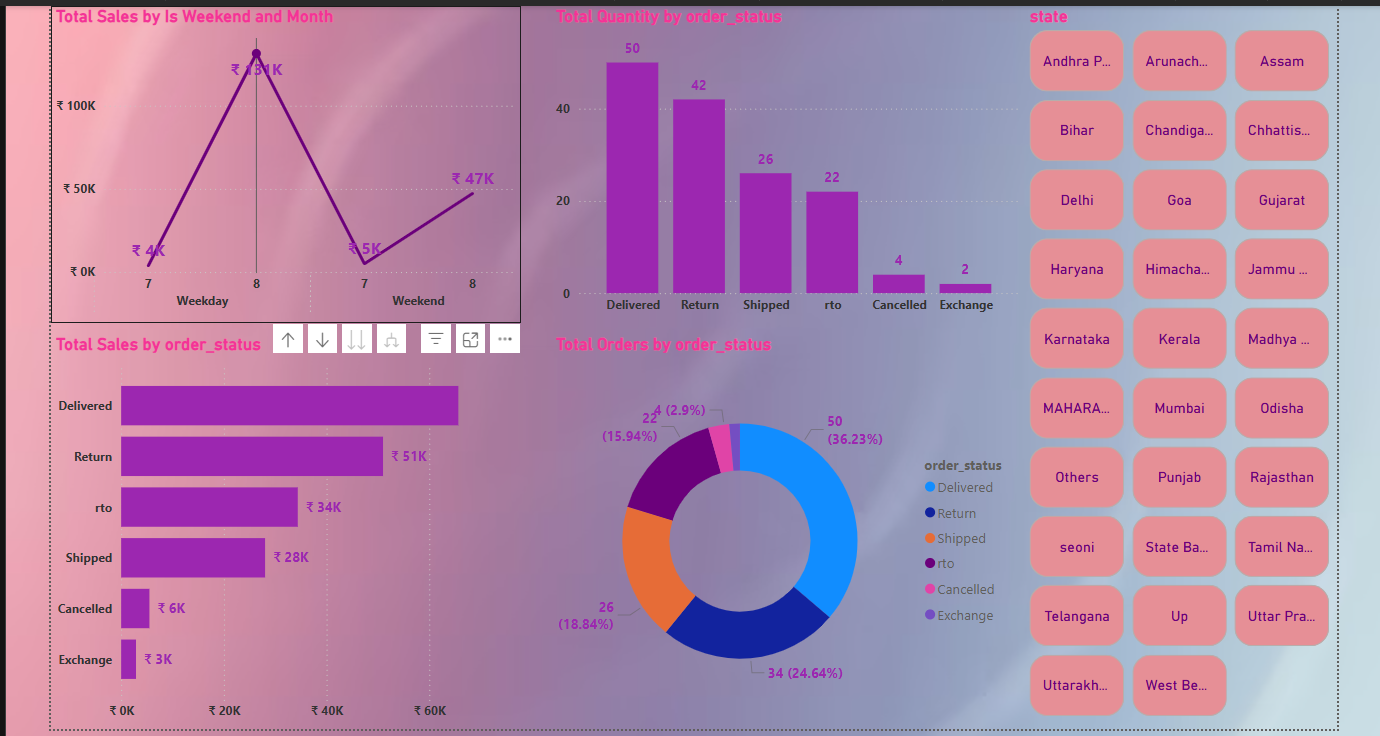 Total Sales by Is Weekend and Month
₹ 131K
₹ 100K
₹ 50K
₹ 47K
₹ 4K
₹ 5K
₹ 0K
7
8
7
8
Weekday
Weekend
Total Quantity by order_status
50
42
26
22
4
2
40
20
0
Delivered
Return
Shipped
rto
Cancelled
Exchange
Total Sales by order_status
Delivered
Return
₹ 51K
rto
₹ 34K
Shipped
₹ 28K
Cancelled
₹ 6K
Exchange
₹ 3K
₹ 0K
₹ 20K
₹ 40K
₹ 60K
Total Orders by order_status
4 (2.9%)
22
(15.94%)
50
(36.23%)
26
(18.84%)
34 (24.64%)
order_status
Delivered
Return
Shipped
rto
Cancelled
Exchange
state
Andhra P...
Arunach...
Assam
Bihar
Chandiga...
Chhattis...
Delhi
Goa
Gujarat
Haryana
Himacha...
Jammu ...
Karnataka
Kerala
Madhya ...
MAHARA...
Mumbai
Odisha
Others
Punjab
Rajasthan
seoni
State Ba...
Tamil Na...
Telangana
Up
Uttar Pra...
Uttarakh...
West Be...